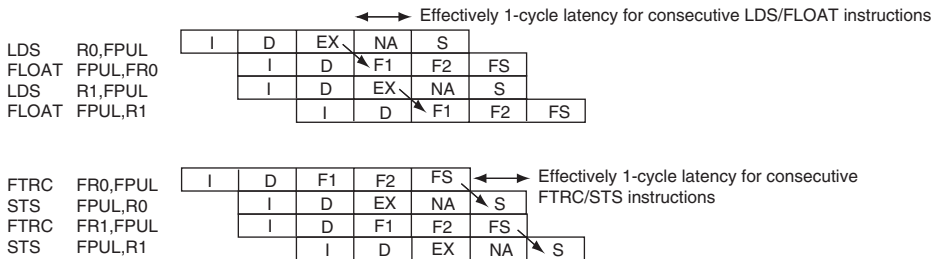 Effectively 1-cycle latency for consecutive LDS/FLOAT instructions
LDS R0,FPUL I D EX NA S
FLOAT FPUL,FR0 I D F1 F2 FS
LDS R1,FPUL I D EX NA S
FLOAT FPUL,R1 I D F1 F2 FS
FTRC FR0,FPUL I D F1 F2 FS Effectively 1-cycle latency for consecutive
STS FPUL,R0 I D EX NA S FTRC/STS instructions
FTRC FR1,FPUL I D F1 F2 FS
STS FPUL,R1 I D EX NA S